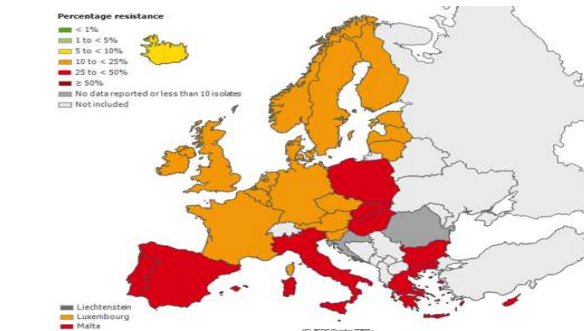 Percentage resistance
< 1%
1 to < 5%
5 to < 10%
10 to < 25%
25 to < 50%
≥ 50%
No data reported or less than 10 isolates
Not included
Liechtenstein
Luxembourg
Malta